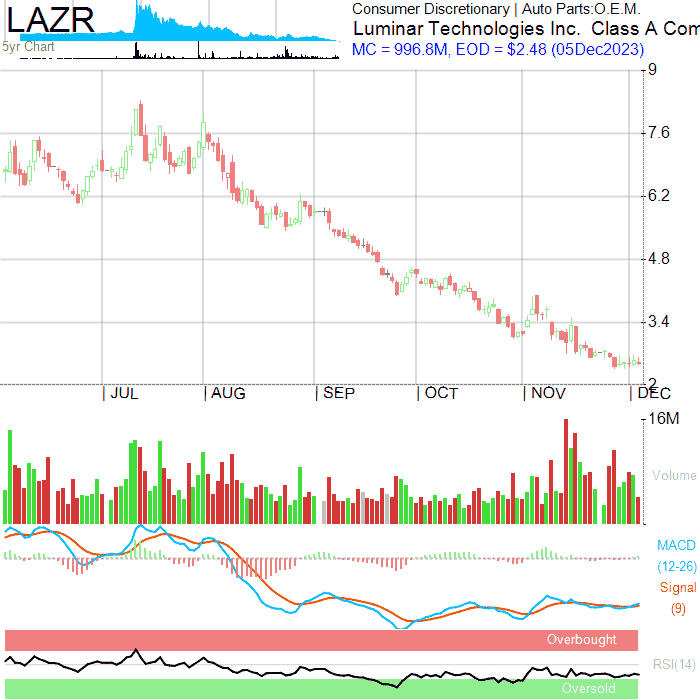 LAZR
Consumer Discretionary | Auto Parts:O.E.M.
Luminar Technologies Inc. Class A Com
MC = 996.8M, EOD = $2.48 (05Dec2023)
5yr Chart
9
7.6
6.2
4.8
3.4
2
| JUL | AUG | SEP | OCT | NOV | DEC
16M
Volume
MACD
(12-26)
Signal
(9)
Overbought
RSI(14)
Oversold